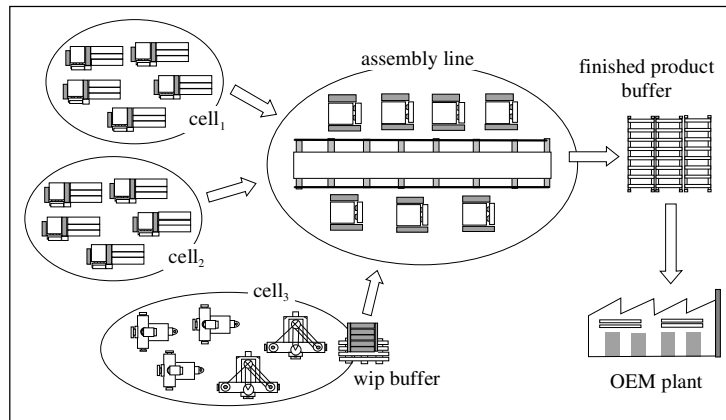 assembly line
finished product
buffer
cell₁
cell₂
cell₃
wip buffer
OEM plant